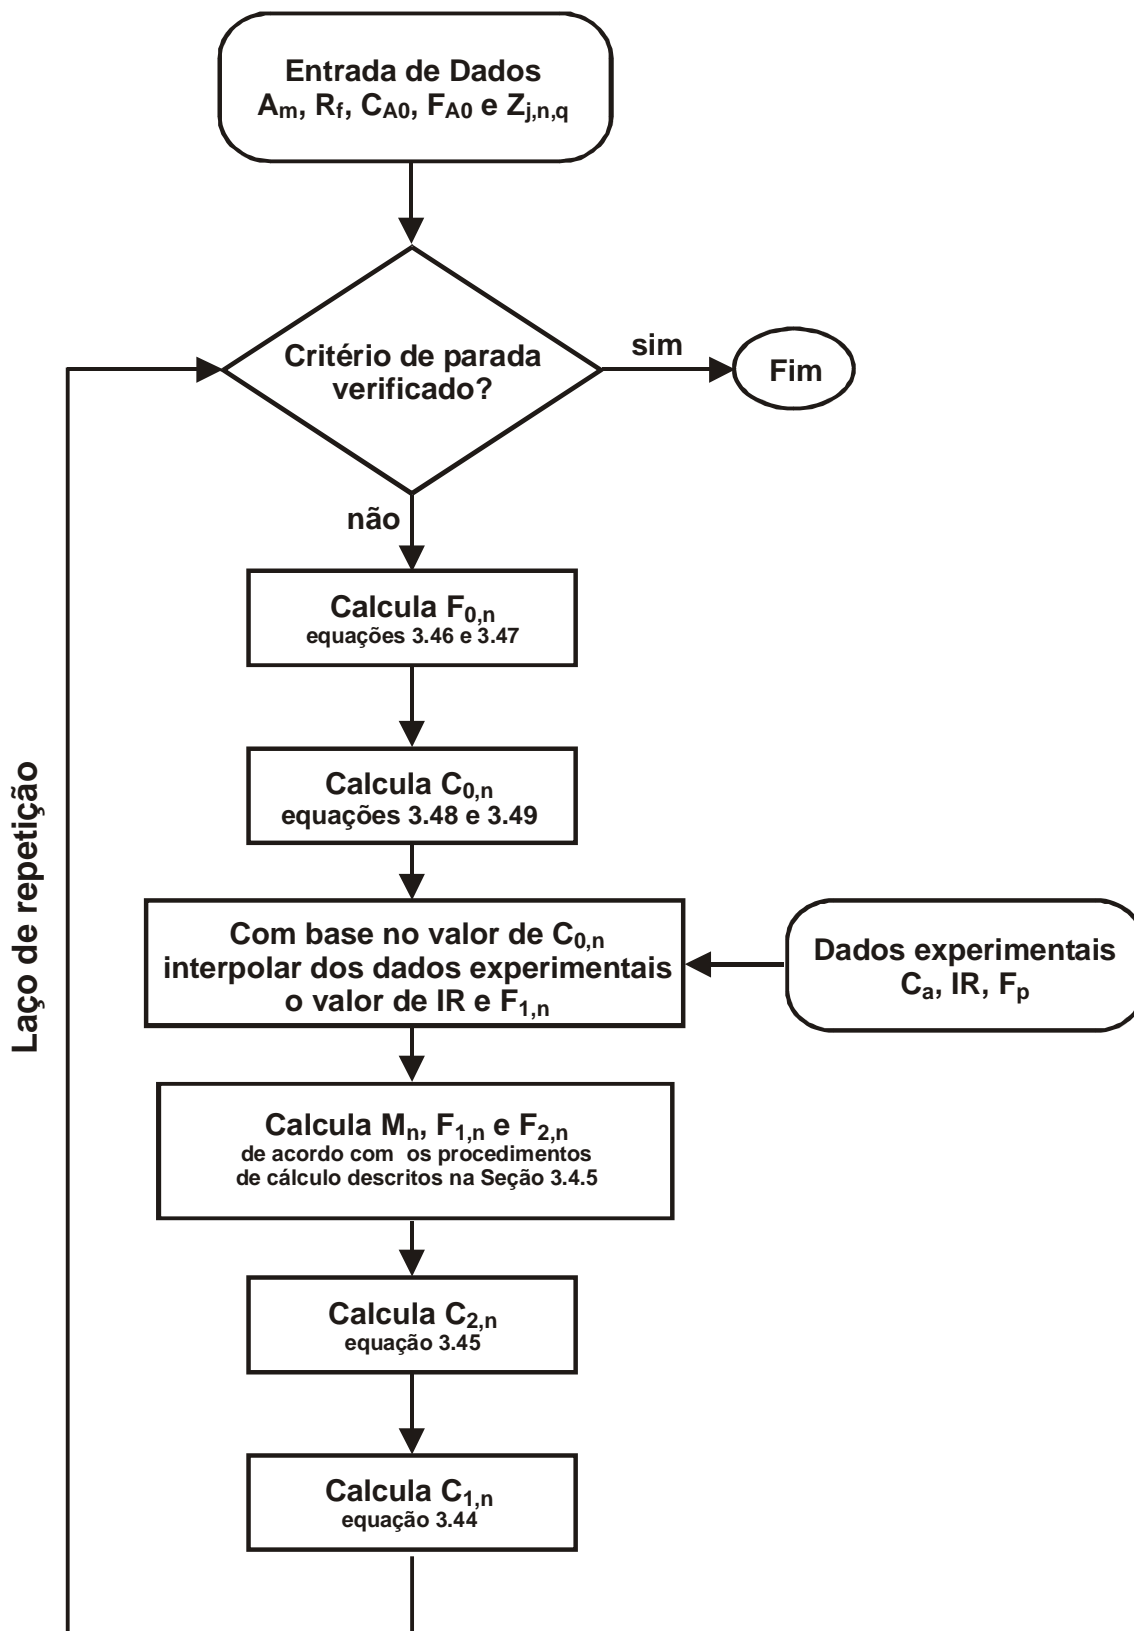 Entrada de Dados
Am, Rf, CA0, FA0 e Zj,n,q
Critério de parada
verificado?
sim
Fim
não
Calcula F0,n
equações 3.46 e 3.47
Calcula C0,n
equações 3.48 e 3.49
Com base no valor de C0,n
interpolar dos dados experimentais
o valor de IR e F1,n
Dados experimentais
Ca, IR, Fp
Calcula Mn, F1,n e F2,n
de acordo com os procedimentos
de cálculo descritos na Seção 3.4.5
Calcula C2,n
equação 3.45
Calcula C1,n
equação 3.44
Laço de repetição